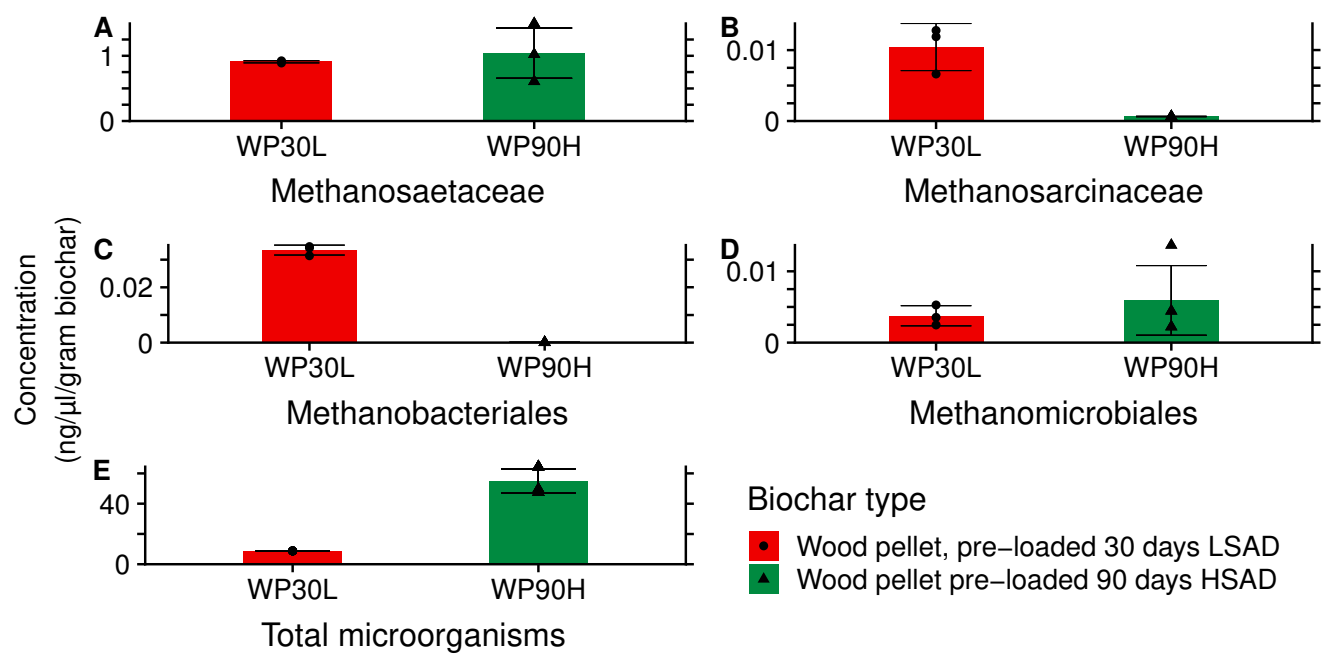 A
1
0
WP30L WP90H
Methanosaetaceae
B
0.01
0
WP30L WP90H
Methanosarcinaceae
Concentration
(ng/µl/gram biochar)
C
0.02
0
WP30L WP90H
Methanobacteriales
D
0.01
0
WP30L WP90H
Methanomicrobiales
E
40
0
WP30L WP90H
Total microorganisms
Biochar type
Wood pellet, pre−loaded 30 days LSAD
Wood pellet pre−loaded 90 days HSAD